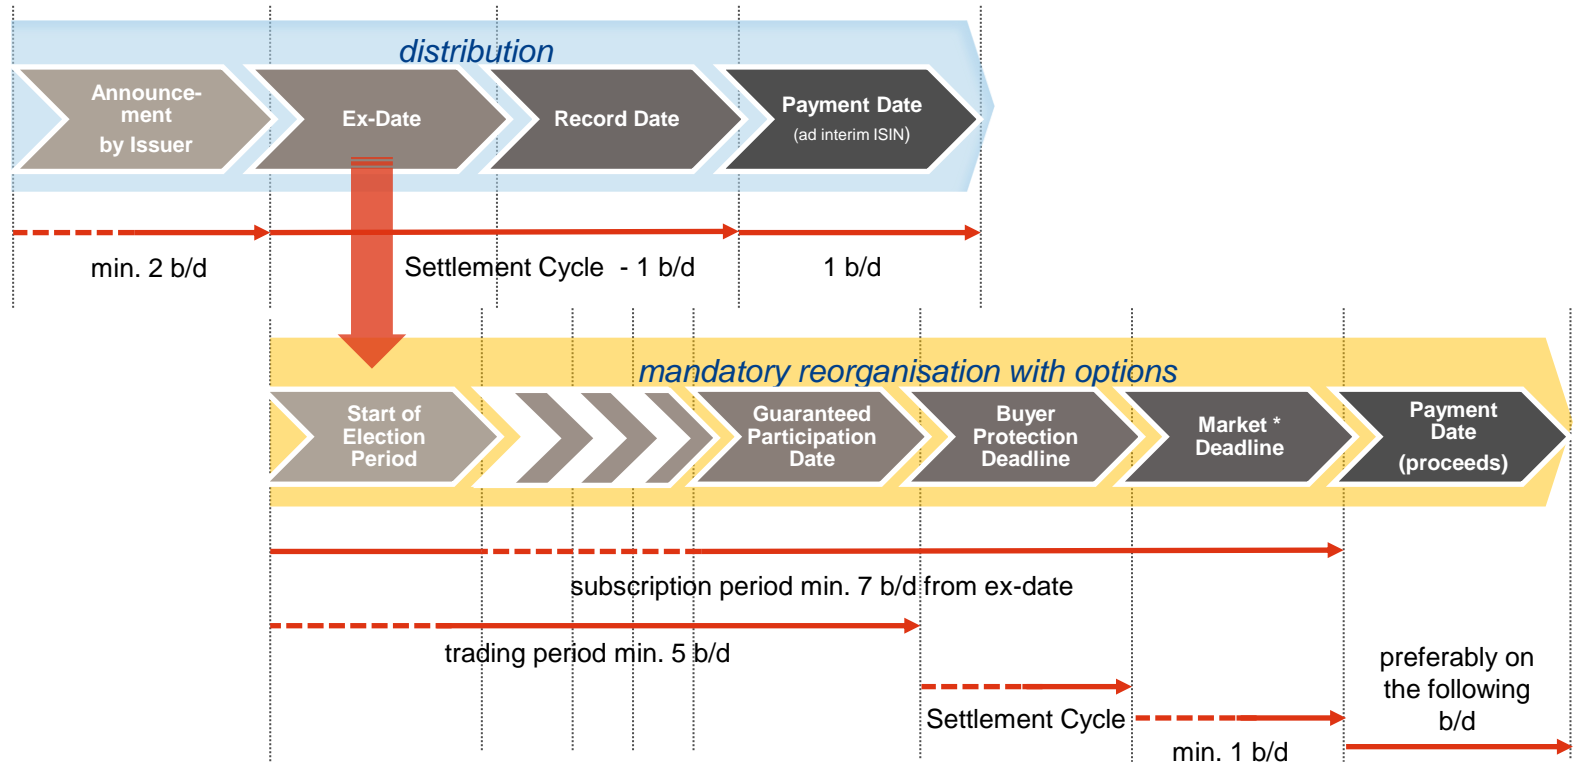 distribution
Announce-
ment
by Issuer
Ex-Date
Record Date
Payment Date
(ad interim ISIN)
min. 2 b/d
Settlement Cycle - 1 b/d
1 b/d
mandatory reorganisation with options
Start of
Election
Period
Guaranteed
Participation
Date
Buyer
Protection
Deadline
Market *
Deadline
Payment
Date
(proceeds)
subscription period min. 7 b/d from ex-date
trading period min. 5 b/d
Settlement Cycle
min. 1 b/d
preferably on
the following
b/d